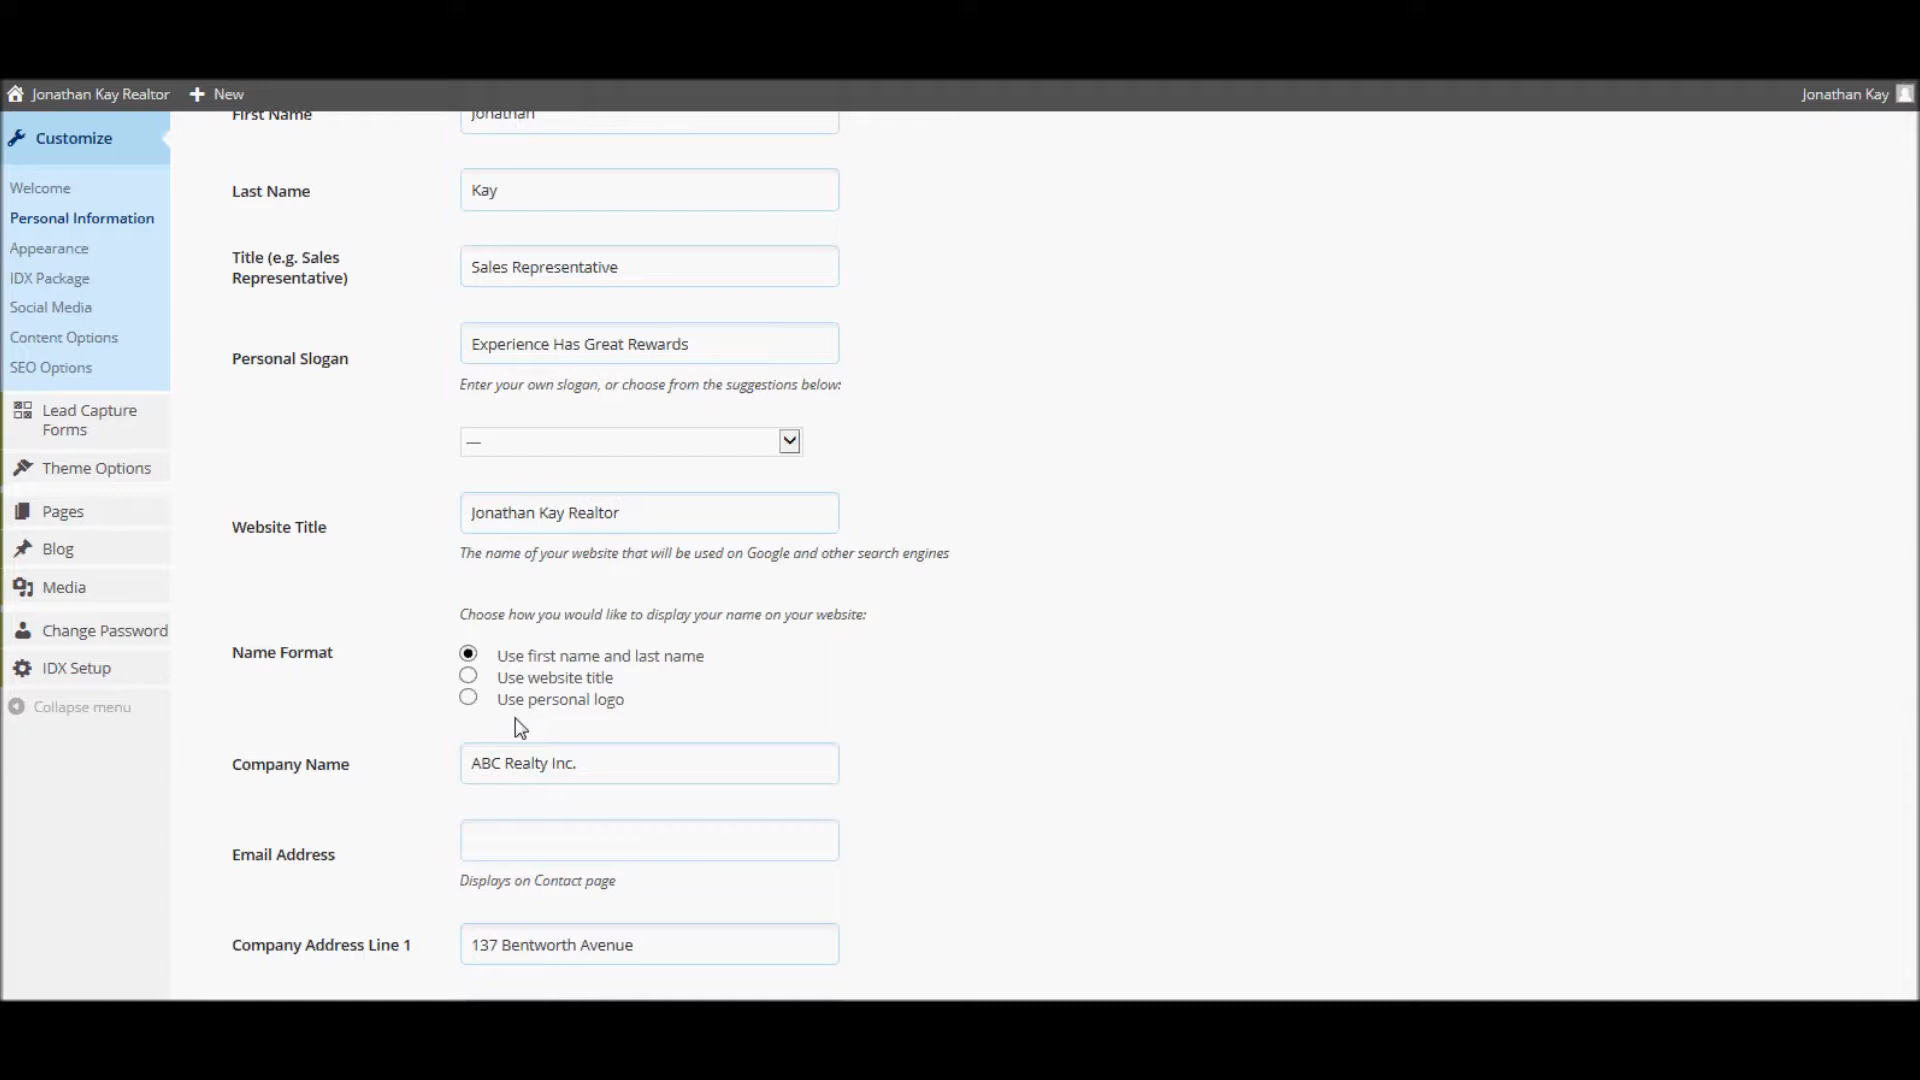 Jonathan Kay Realtor
New
Jonathan Kay
Customize
Welcome
Personal Information
Appearance
IDX Package
Social Media
Content Options
SEO Options
Lead Capture
Forms
Theme Options
Pages
Blog
Media
Change Password
IDX Setup
Collapse menu
First Name
Jonathan
Last Name
Kay
Title (e.g. Sales
Representative)
Sales Representative
Personal Slogan
Experience Has Great Rewards
Enter your own slogan, or choose from the suggestions below:
—
Website Title
Jonathan Kay Realtor
The name of your website that will be used on Google and other search engines
Choose how you would like to display your name on your website:
Name Format
Use first name and last name
Use website title
Use personal logo
Company Name
ABC Realty Inc.
Email Address
Displays on Contact page
Company Address Line 1
137 Bentworth Avenue